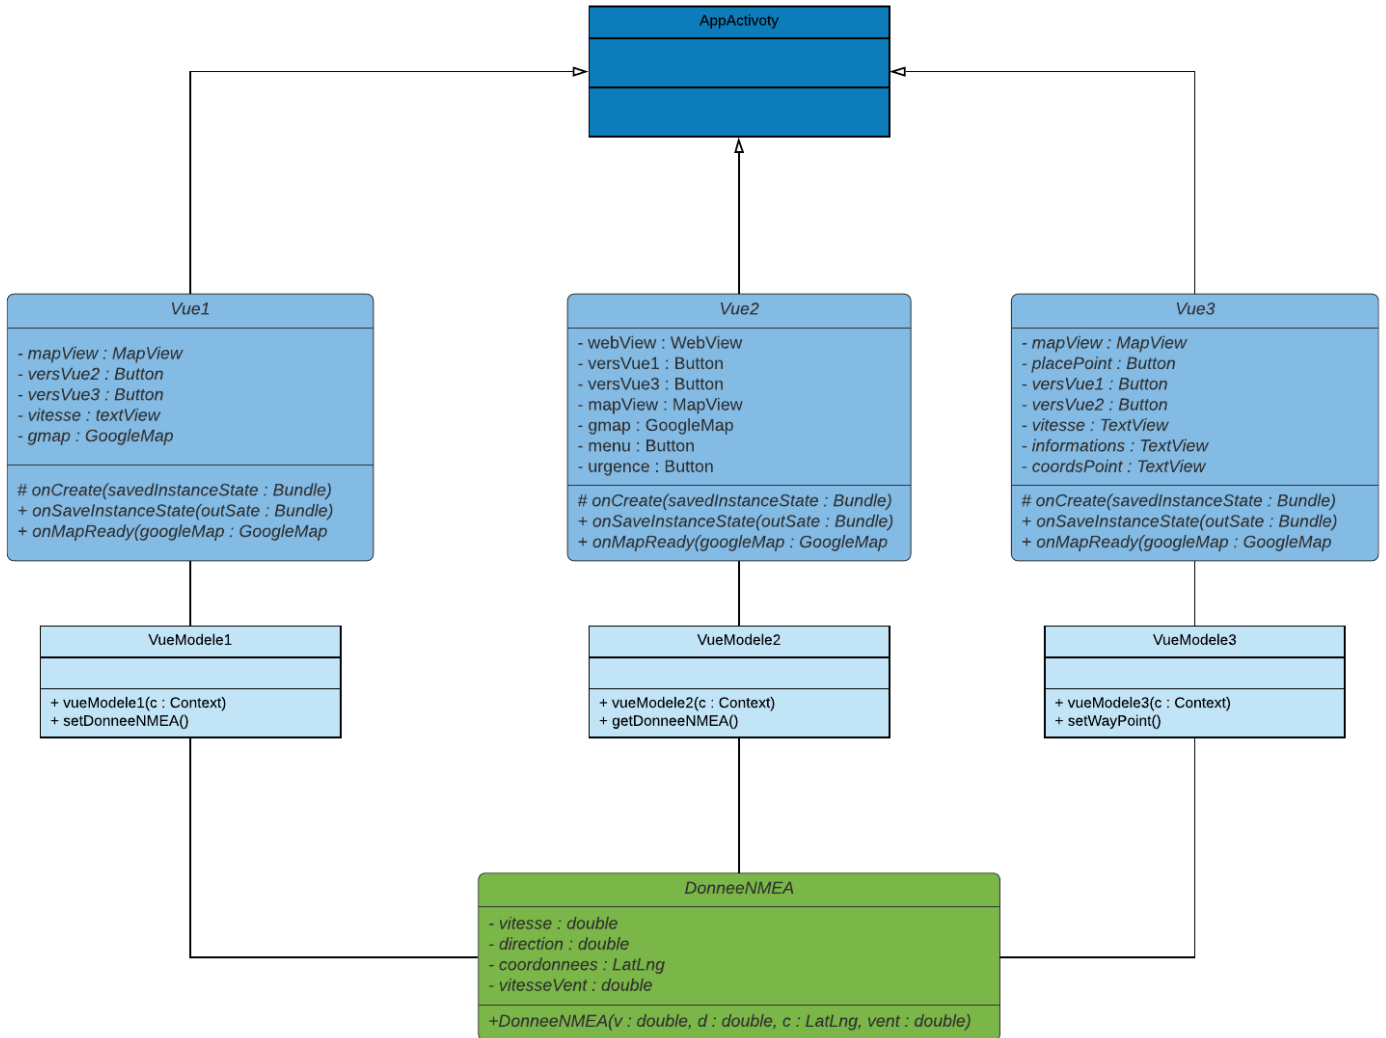 AppActivoty
Vue1
- mapView : MapView
- versVue2 : Button
- versVue3 : Button
- vitesse : textView
- gmap : GoogleMap
# onCreate(savedInstanceState : Bundle)
+ onSaveInstanceState(outSate : Bundle)
+ onMapReady(googleMap : GoogleMap
Vue2
- webView : WebView
- versVue1 : Button
- versVue3 : Button
- mapView : MapView
- gmap : GoogleMap
- menu : Button
- urgence : Button
# onCreate(savedInstanceState : Bundle)
+ onSaveInstanceState(outSate : Bundle)
+ onMapReady(googleMap : GoogleMap
Vue3
- mapView : MapView
- placePoint : Button
- versVue1 : Button
- versVue2 : Button
- vitesse : TextView
- informations : TextView
- coordsPoint : TextView
# onCreate(savedInstanceState : Bundle)
+ onSaveInstanceState(outSate : Bundle)
+ onMapReady(googleMap : GoogleMap
VueModele1
+ vueModele1(c : Context)
+ setDonneeNMEA()
VueModele2
+ vueModele2(c : Context)
+ getDonneeNMEA()
VueModele3
+ vueModele3(c : Context)
+ setWayPoint()
DonneeNMEA
- vitesse : double
- direction : double
- coordonnees : LatLng
- vitesseVent : double
+DonneeNMEA(v : double, d : double, c : LatLng, vent : double)